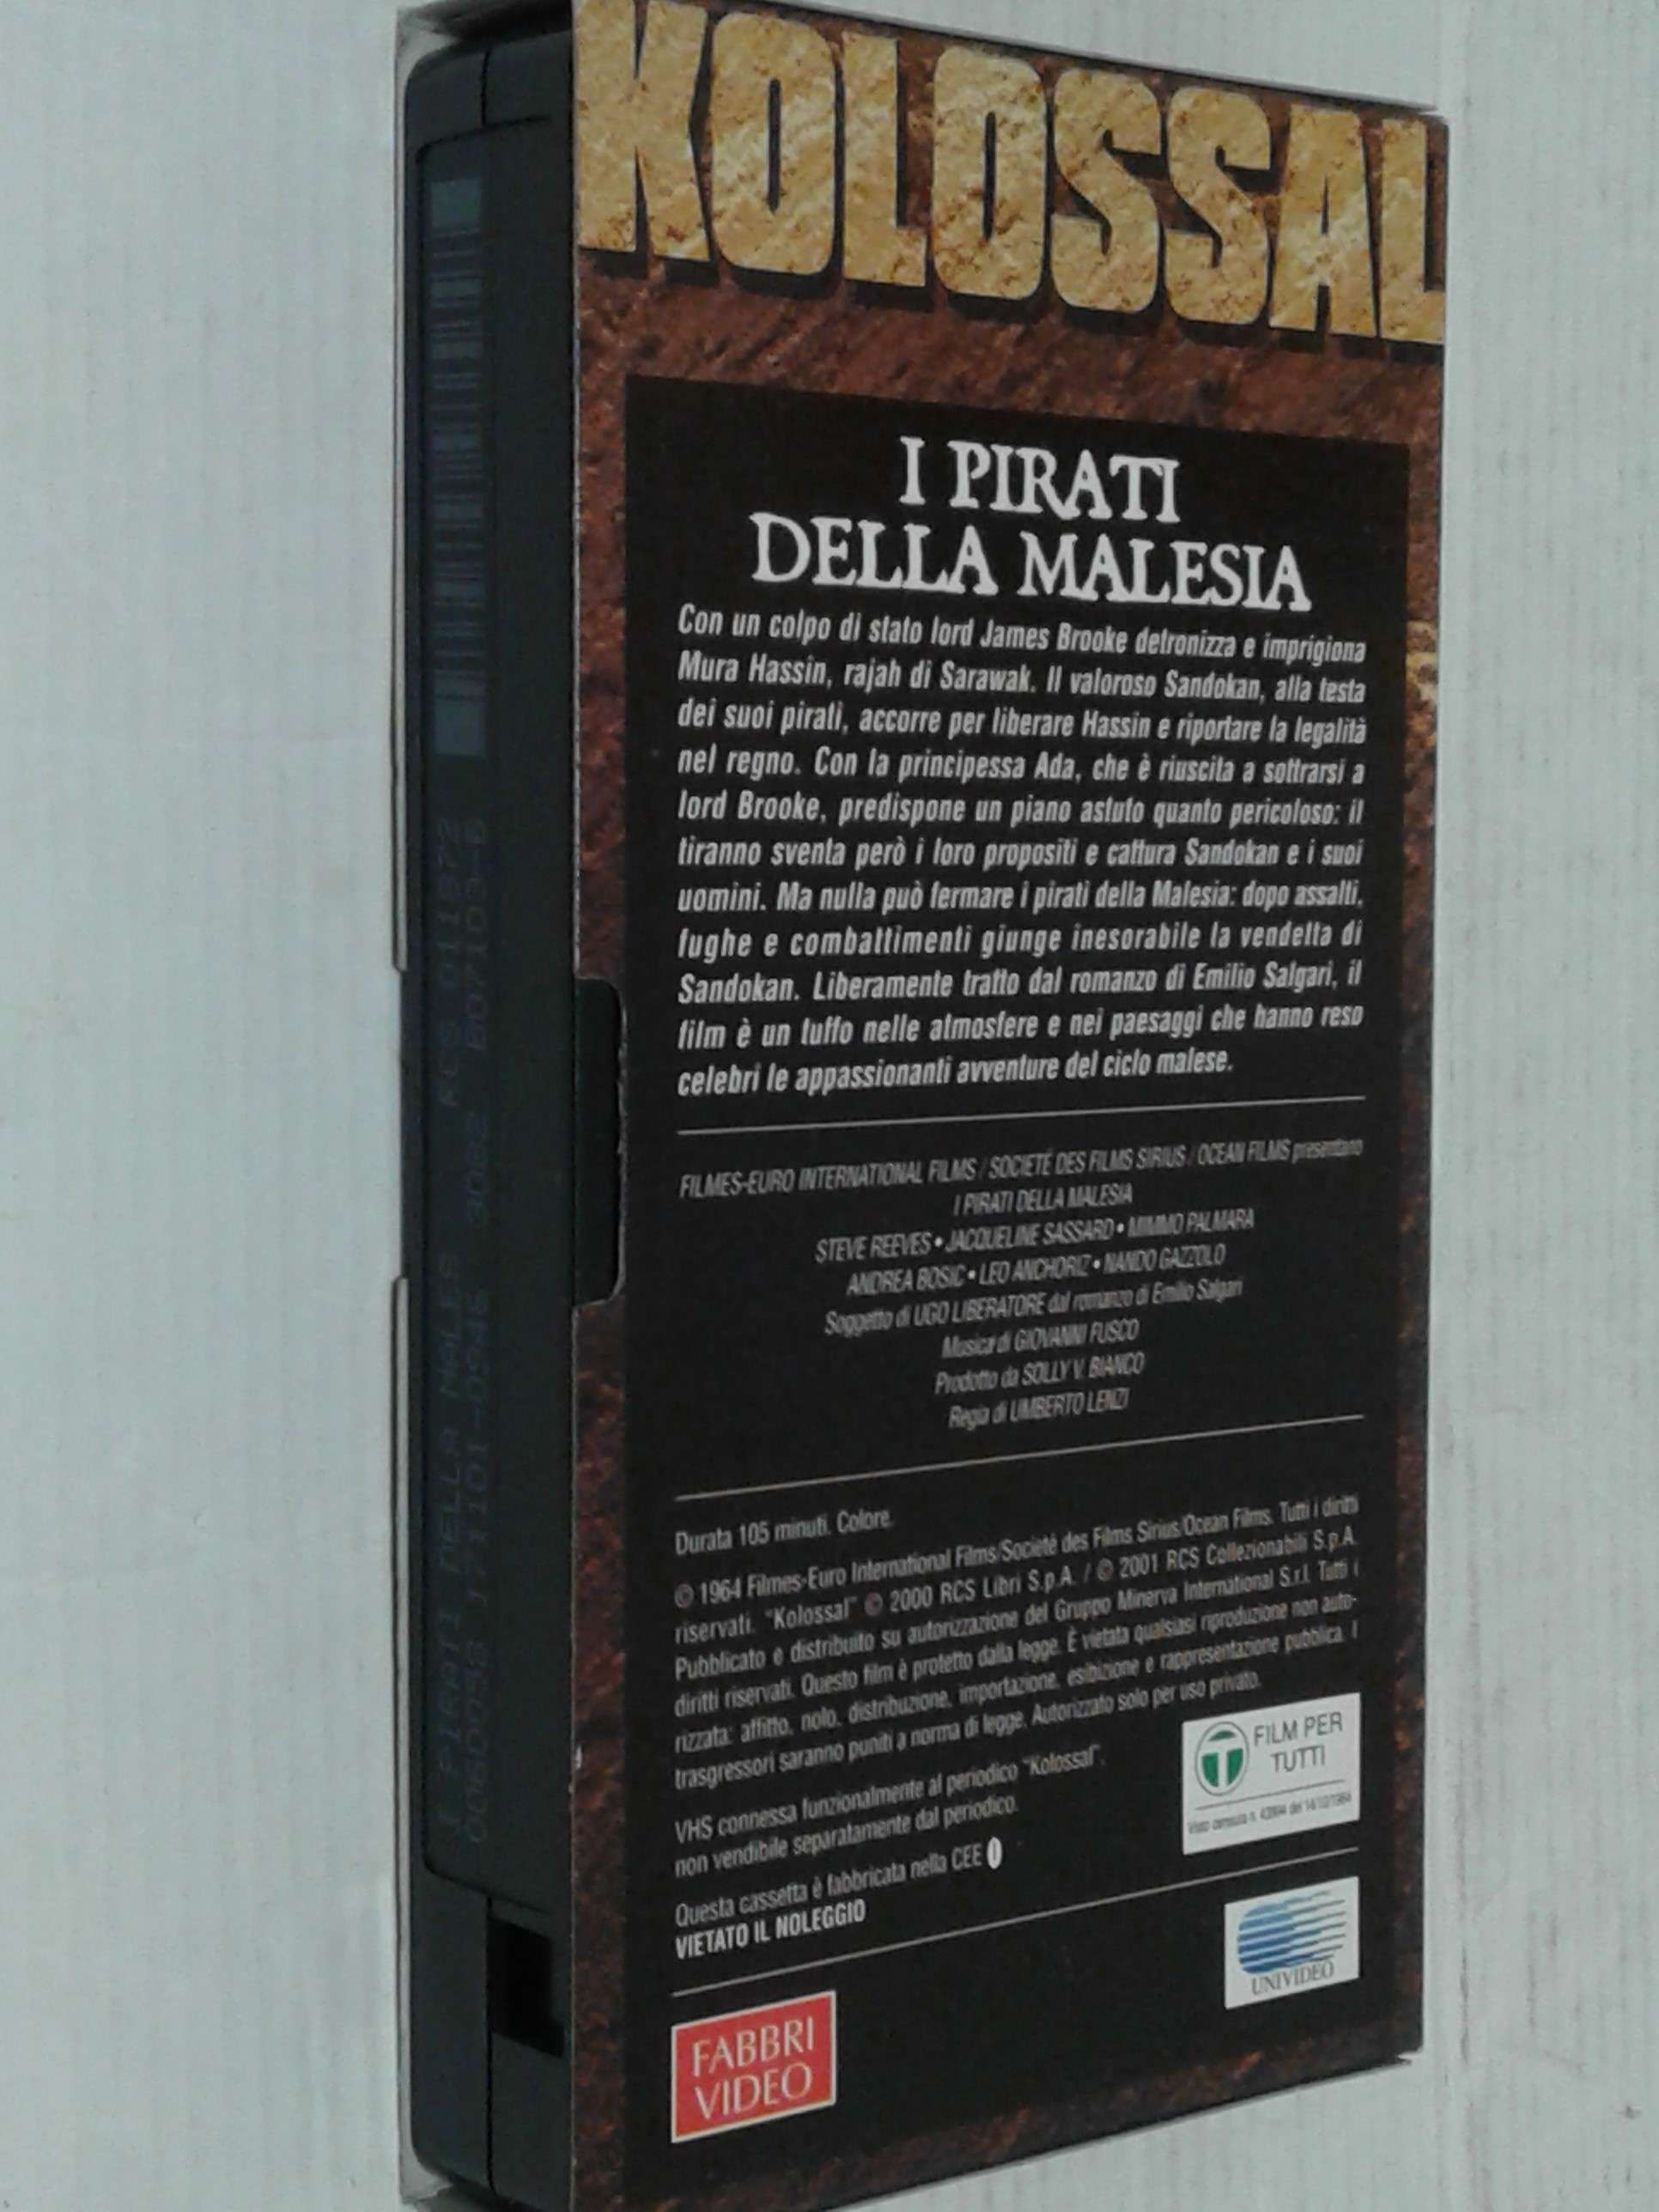 KOLOSSAL
I PIRATI
DELLA MALESIA
Con un colpo di stato lord James Brooke detronizza e imprigiona
Mura Hassin, rajah di Sarawak. Il valoroso Sandokan, alla testa
dei suoi pirati, accorre per liberare Hassin e riportare la legalità
nel regno. Con la principessa Ada, che è riuscita a sottrarsi a
lord Brooke, predispone un piano astuto quanto pericoloso: il
tiranno sventa però i loro propositi e cattura Sandokan e i suoi
uomini. Ma nulla può fermare i pirati della Malesia: dopo assalti,
fughe e combattimenti giunge inesorabile la vendetta di
Sandokan. Liberamente tratto dal romanzo di Emilio Salgari, il
film è un tuffo nelle atmosfere e nei paesaggi che hanno reso
celebri le appassionanti avventure del ciclo malese.
FILMES-EURO INTERNATIONAL FILMS / SOCIETÉ DES FILMS SIRIUS / OCEAN FILMS presentano
I PIRATI DELLA MALESIA
STEVE REEVES • JACQUELINE SASSARD • MIMMO PALMARA
ANDREA BOSIC • LEO ANCHORIZ • NANDO GAZZOLO
Soggetto di UGO LIBERATORE dal romanzo di Emilio Salgari
Musica di GIOVANNI FUSCO
Prodotto da SOLLY V. BIANCO
Regia di UMBERTO LENZI
Durata 105 minuti. Colore.
© 1964 Filmes-Euro International Films/Societé des Films Sirius/Ocean Films. Tutti i diritti
riservati. "Kolossal" © 2000 RCS Libri S.p.A. / © 2001 RCS Collezionabili S.p.A.
Pubblicato e distribuito su autorizzazione del Gruppo Minerva International S.r.l. Tutti i
diritti riservati. Questo film è protetto dalla legge. È vietata qualsiasi riproduzione non auto-
rizzata: affitto, nolo, distribuzione, importazione, esibizione e rappresentazione pubblica. I
trasgressori saranno puniti a norma di legge. Autorizzato solo per uso privato.
VHS connessa funzionalmente al periodico "Kolossal",
non vendibile separatamente dal periodico.
Questa cassetta è fabbricata nella CEE
VIETATO IL NOLEGGIO
T FILM PER
TUTTI
Visto censura n. del 14/10/1964
UNIVIDEO
FABBRI
VIDEO
I PIRATI DELLA MALES RCS 011872